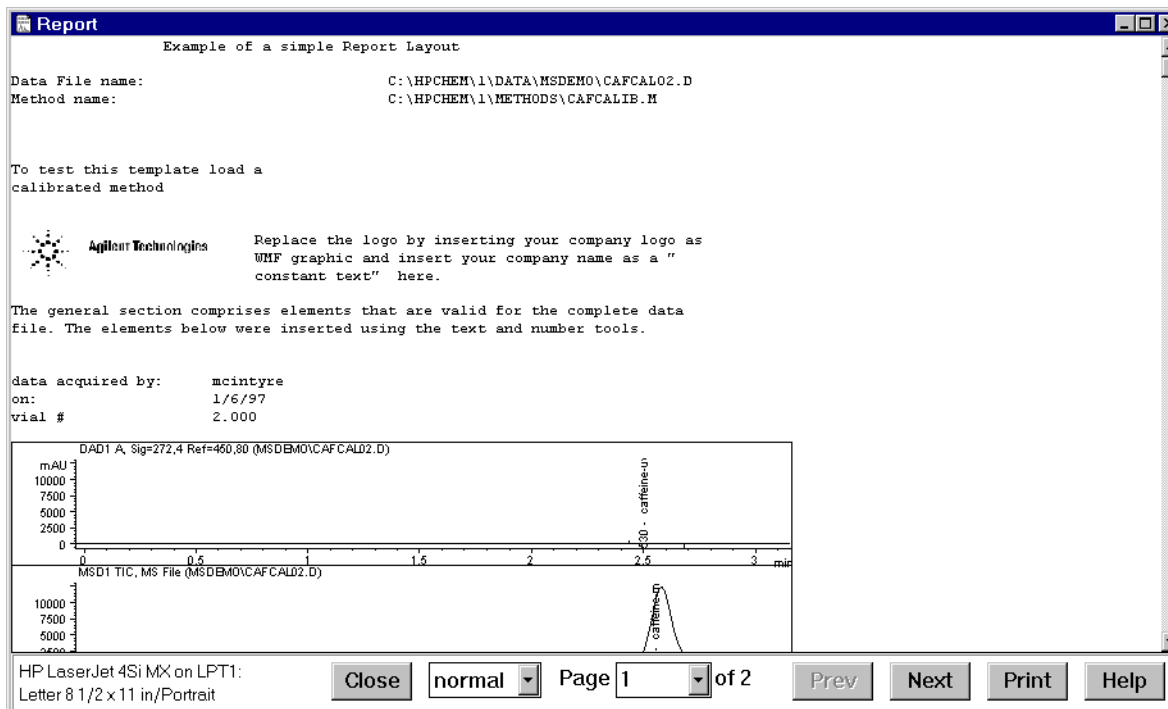 Report
Example of a simple Report Layout
Data File name: C:\HPCHEM\1\DATA\MSDEMO\CAFCAL02.D
Method name: C:\HPCHEM\1\METHODS\CAFCALIB.M
To test this template load a
calibrated method
Agilent Technologies
Replace the logo by inserting your company logo as
WMF graphic and insert your company name as a "
constant text" here.
The general section comprises elements that are valid for the complete data
file. The elements below were inserted using the text and number tools.
data acquired by: mcintyre
on: 1/6/97
vial # 2.000
DAD1 A, Sig=272,4 Ref=450,80 (MSDEMO\CAFCAL02.D)
mAU
10000
7500
5000
2500
0
caffeine-u
0 0.5 1 1.5 2 2.5 3 min
MSD1 TIC, MS File (MSDEMO\CAFCAL02.D)
10000
7500
5000
HP LaserJet 4Si MX on LPT1:
Letter 8 1/2 x 11 in/Portrait
Close
normal
Page 1 of 2
Prev
Next
Print
Help